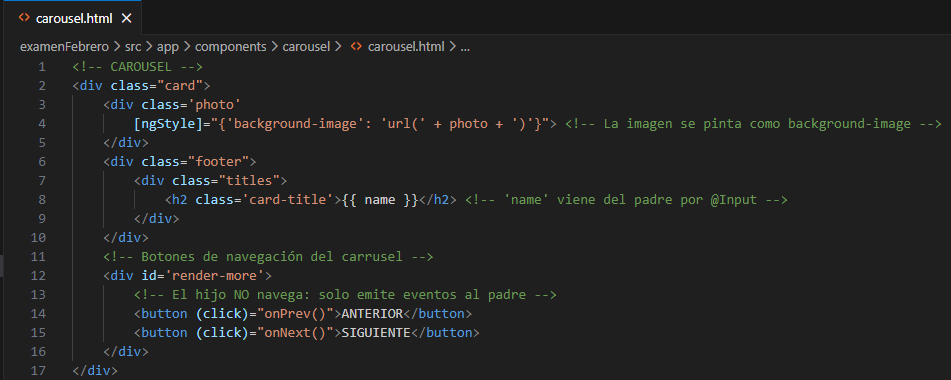 carousel.html
examenFebrero > src > app > components > carousel > carousel.html > ...
1 <!-- CAROUSEL -->
2 <div class="card">
3 <div class='photo'
4 [ngStyle]="{'background-image': 'url(' + photo + ')'}"> <!-- La imagen se pinta como background-image -->
5 </div>
6 <div class="footer">
7 <div class="titles">
8 <h2 class='card-title'>{{ name }}</h2> <!-- 'name' viene del padre por @Input -->
9 </div>
10 </div>
11 <!-- Botones de navegación del carrusel -->
12 <div id='render-more'>
13 <!-- El hijo NO navega: solo emite eventos al padre -->
14 <button (click)="onPrev()">ANTERIOR</button>
15 <button (click)="onNext()">SIGUIENTE</button>
16 </div>
17 </div>